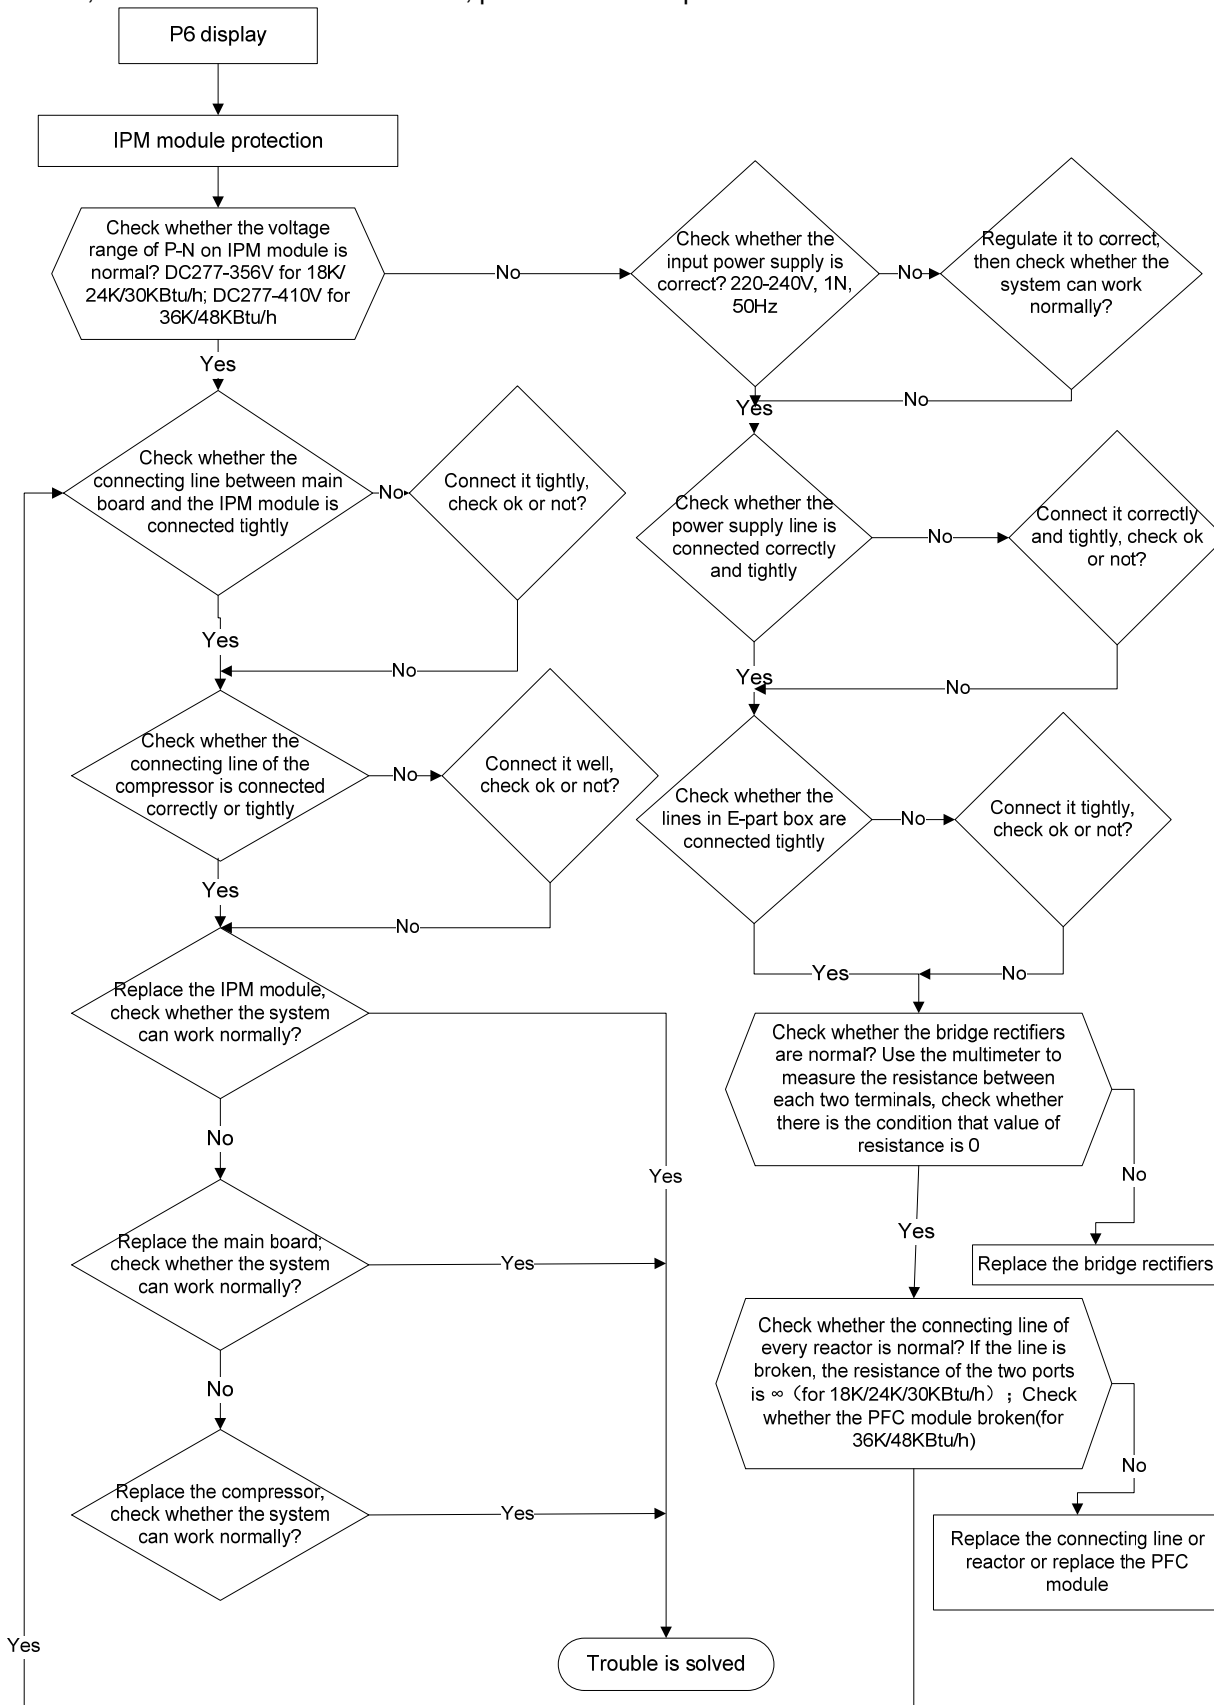 P6 display
IPM module protection
Check whether the voltage
range of P-N on IPM module is
normal? DC277-356V for 18K/
24K/30KBtu/h; DC277-410V for
36K/48KBtu/h
No
Check whether the
input power supply is
correct? 220-240V, 1N,
50Hz
No
Regulate it to correct,
then check whether the
system can work
normally?
Yes
No
Yes
Check whether the
connecting line between main
board and the IPM module is
connected tightly
No
Connect it tightly,
check ok or not?
Check whether the
power supply line is
connected correctly
and tightly
No
Connect it correctly
and tightly, check ok
or not?
Yes
No
Yes
No
Check whether the
connecting line of the
compressor is connected
correctly or tightly
No
Connect it well,
check ok or not?
Check whether the
lines in E-part box are
connected tightly
No
Connect it tightly,
check ok or not?
Yes
No
Yes
No
Replace the IPM module,
check whether the system
can work normally?
Check whether the bridge rectifiers
are normal? Use the multimeter to
measure the resistance between
each two terminals, check whether
there is the condition that value of
resistance is 0
No
Yes
No
Yes
Replace the main board;
check whether the system
can work normally?
Yes
Replace the bridge rectifiers
Check whether the connecting line of
every reactor is normal? If the line is
broken, the resistance of the two ports
is ∞（for 18K/24K/30KBtu/h）; Check
whether the PFC module broken(for
36K/48KBtu/h)
No
No
Replace the compressor,
check whether the system
can work normally?
Yes
Replace the connecting line or
reactor or replace the PFC
module
Yes
Trouble is solved